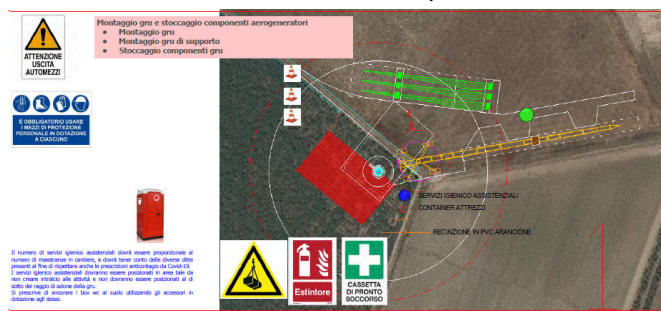 Montaggio gru e stoccaggio componenti aerogeneratori
• Montaggio gru
• Montaggio gru di supporto
• Stoccaggio componenti gru
ATTENZIONE
USCITA
AUTOMEZZI
È OBBLIGATORIO USARE
I MEZZI DI PROTEZIONE
PERSONALE IN DOTAZIONE
A CIASCUNO
SERVIZI IGIENICO ASSISTENZIALI
CONTAINER ATTREZZI
RECINZIONE IN PVC ARANCIONE
Il numero di servizi igienico assistenziali dovrà essere proporzionale al
numero di maestranze in cantiere, e dovrà tener conto delle diverse ditte
presenti al fine di rispettare anche le prescrizioni anticontagio da Covid-19.
I servizi igienico assistenziali dovranno essere posizionati in area tale da
non creare intralcio alle attività e non dovranno essere posizionati al di
sotto del raggio di azione della gru.
Si prescrive di ancorare i box wc al suolo utilizzando gli accessori in
dotazione agli stessi.
Estintore
CASSETTA
DI PRONTO
SOCCORSO